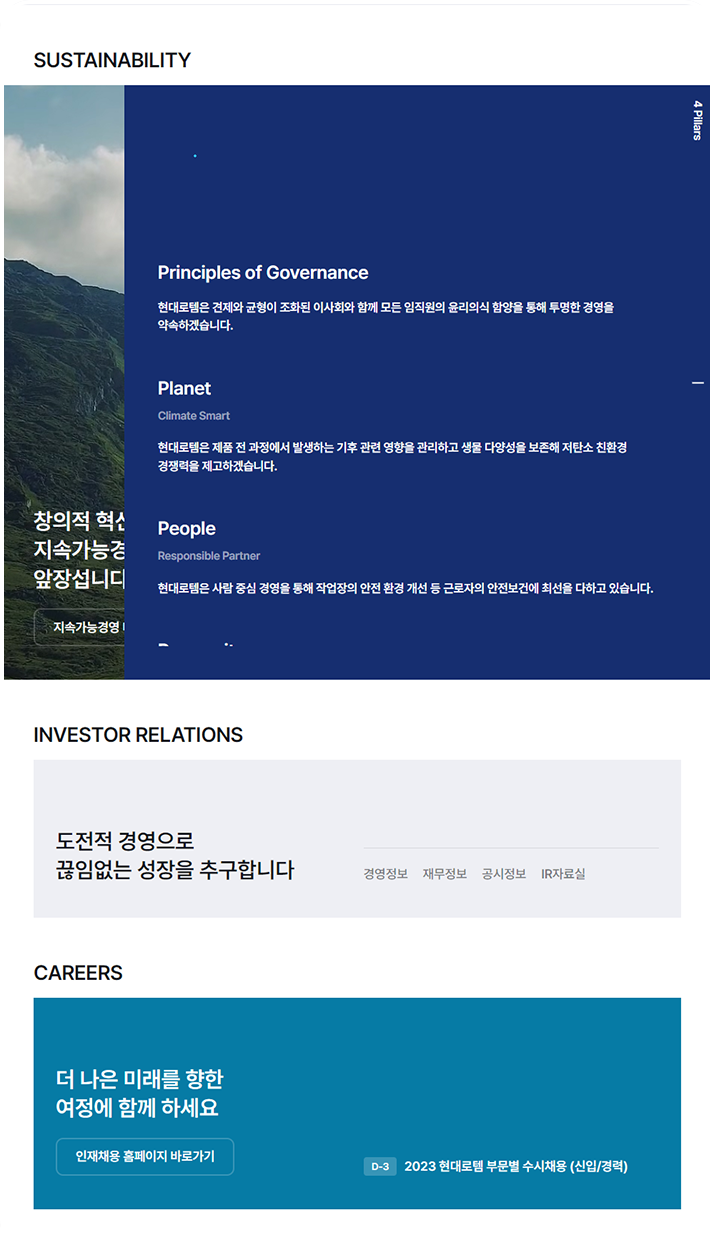 SUSTAINABILITY
4 Pillars
창의적 혁신
지속가능경
앞장섭니다
지속가능경영
Principles of Governance
현대로템은 견제와 균형이 조화된 이사회와 함께 모든 임직원의 윤리의식 함양을 통해 투명한 경영을
약속하겠습니다.
Planet
Climate Smart
현대로템은 제품 전 과정에서 발생하는 기후 관련 영향을 관리하고 생물 다양성을 보존해 저탄소 친환경
경쟁력을 제고하겠습니다.
People
Responsible Partner
현대로템은 사람 중심 경영을 통해 작업장의 안전 환경 개선 등 근로자의 안전보건에 최선을 다하고 있습니다.
INVESTOR RELATIONS
도전적 경영으로
끊임없는 성장을 추구합니다
경영정보 재무정보 공시정보 IR자료실
CAREERS
더 나은 미래를 향한
여정에 함께 하세요
인재채용 홈페이지 바로가기
D-3 2023 현대로템 부문별 수시채용 (신입/경력)